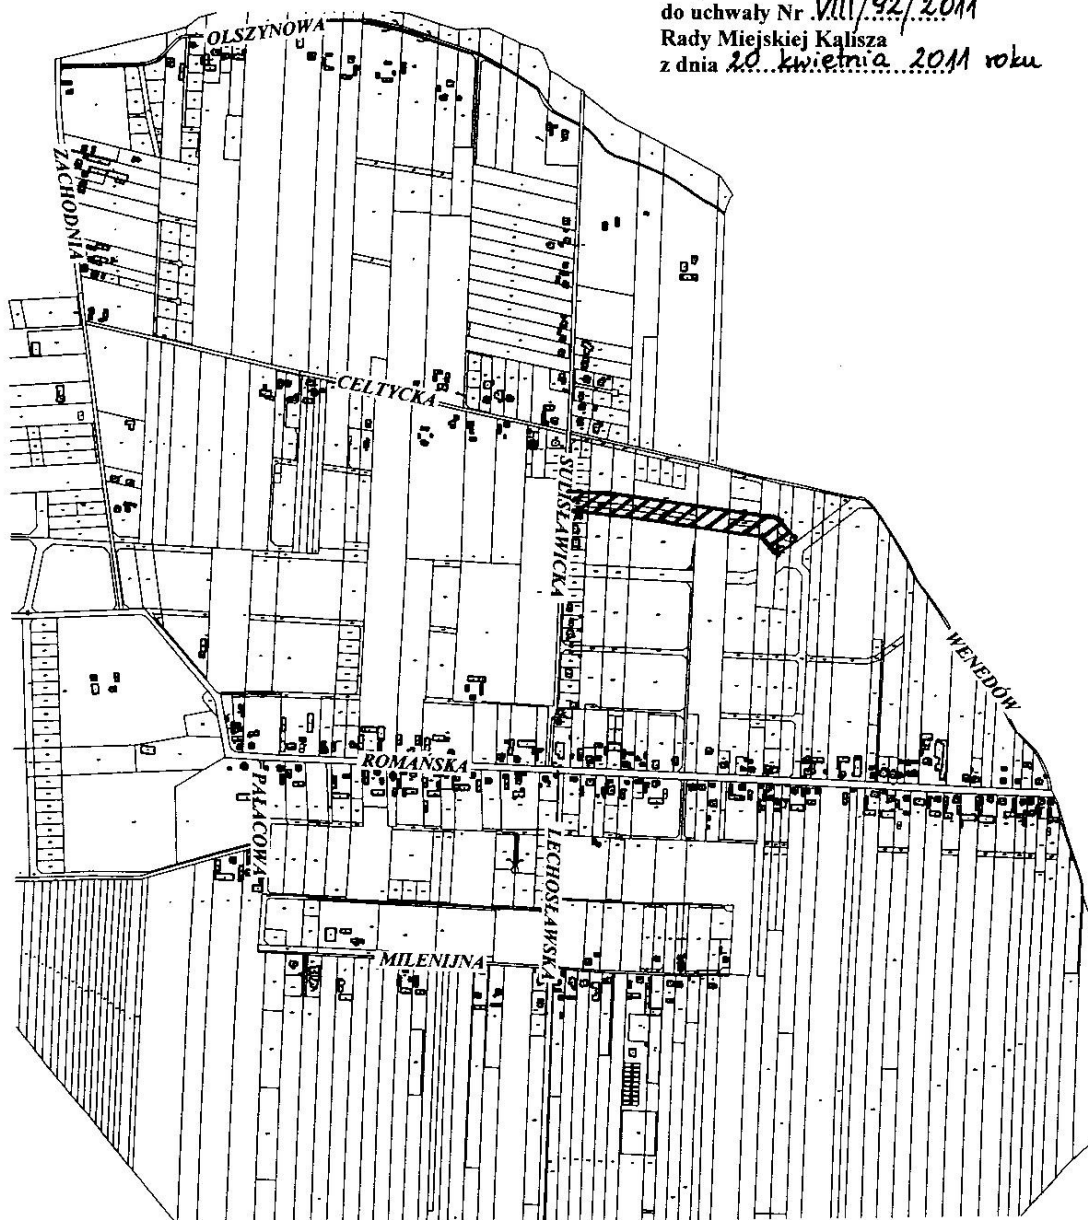 do uchwały Nr VIII/92/2011
Rady Miejskiej Kalisza
z dnia 20 kwietnia 2011 roku
OLSZYNOWA
ZACHODNIA
CELTYCKA
SULISŁAWICKA
WENEDÓW
ROMAŃSKA
PAŁACOWA
LECHOSŁAWSKA
MILENIJNA